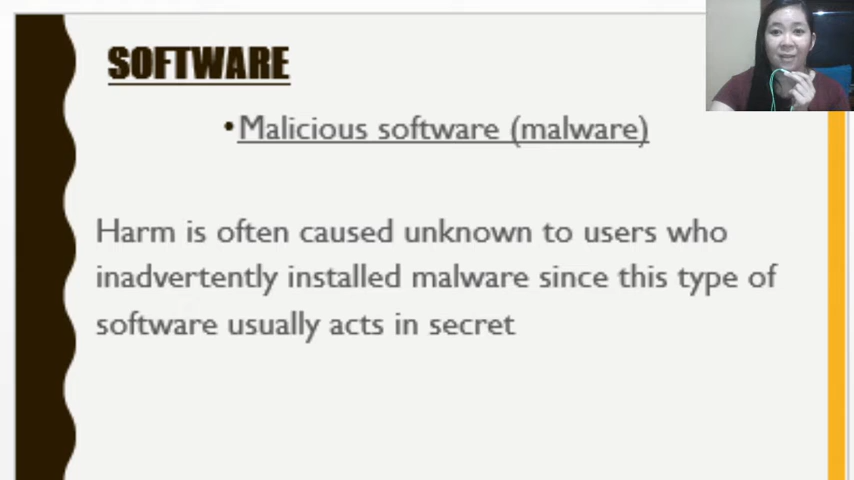 SOFTWARE
•Malicious software (malware)
Harm is often caused unknown to users who
inadvertently installed malware since this type of
software usually acts in secret